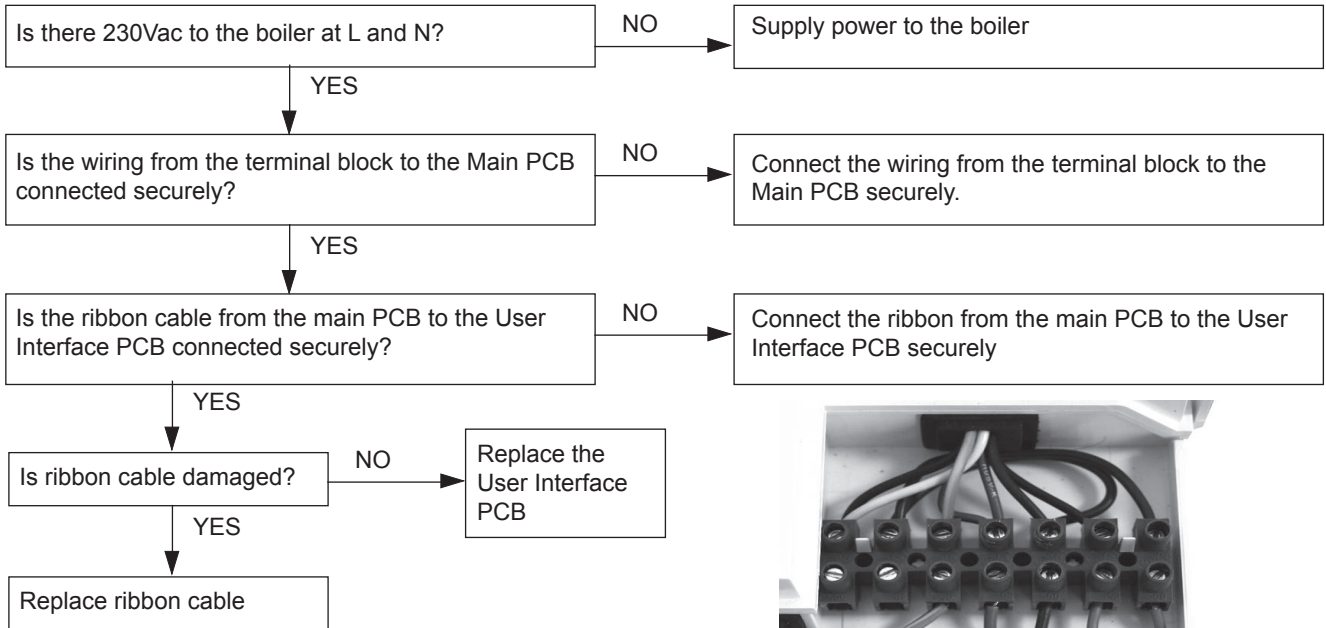 Is there 230Vac to the boiler at L and N?
NO
Supply power to the boiler
YES
Is the wiring from the terminal block to the Main PCB
connected securely?
NO
Connect the wiring from the terminal block to the
Main PCB securely.
YES
Is the ribbon cable from the main PCB to the User
Interface PCB connected securely?
NO
Connect the ribbon from the main PCB to the User
Interface PCB securely
YES
Is ribbon cable damaged?
NO
Replace the
User Interface
PCB
YES
Replace ribbon cable